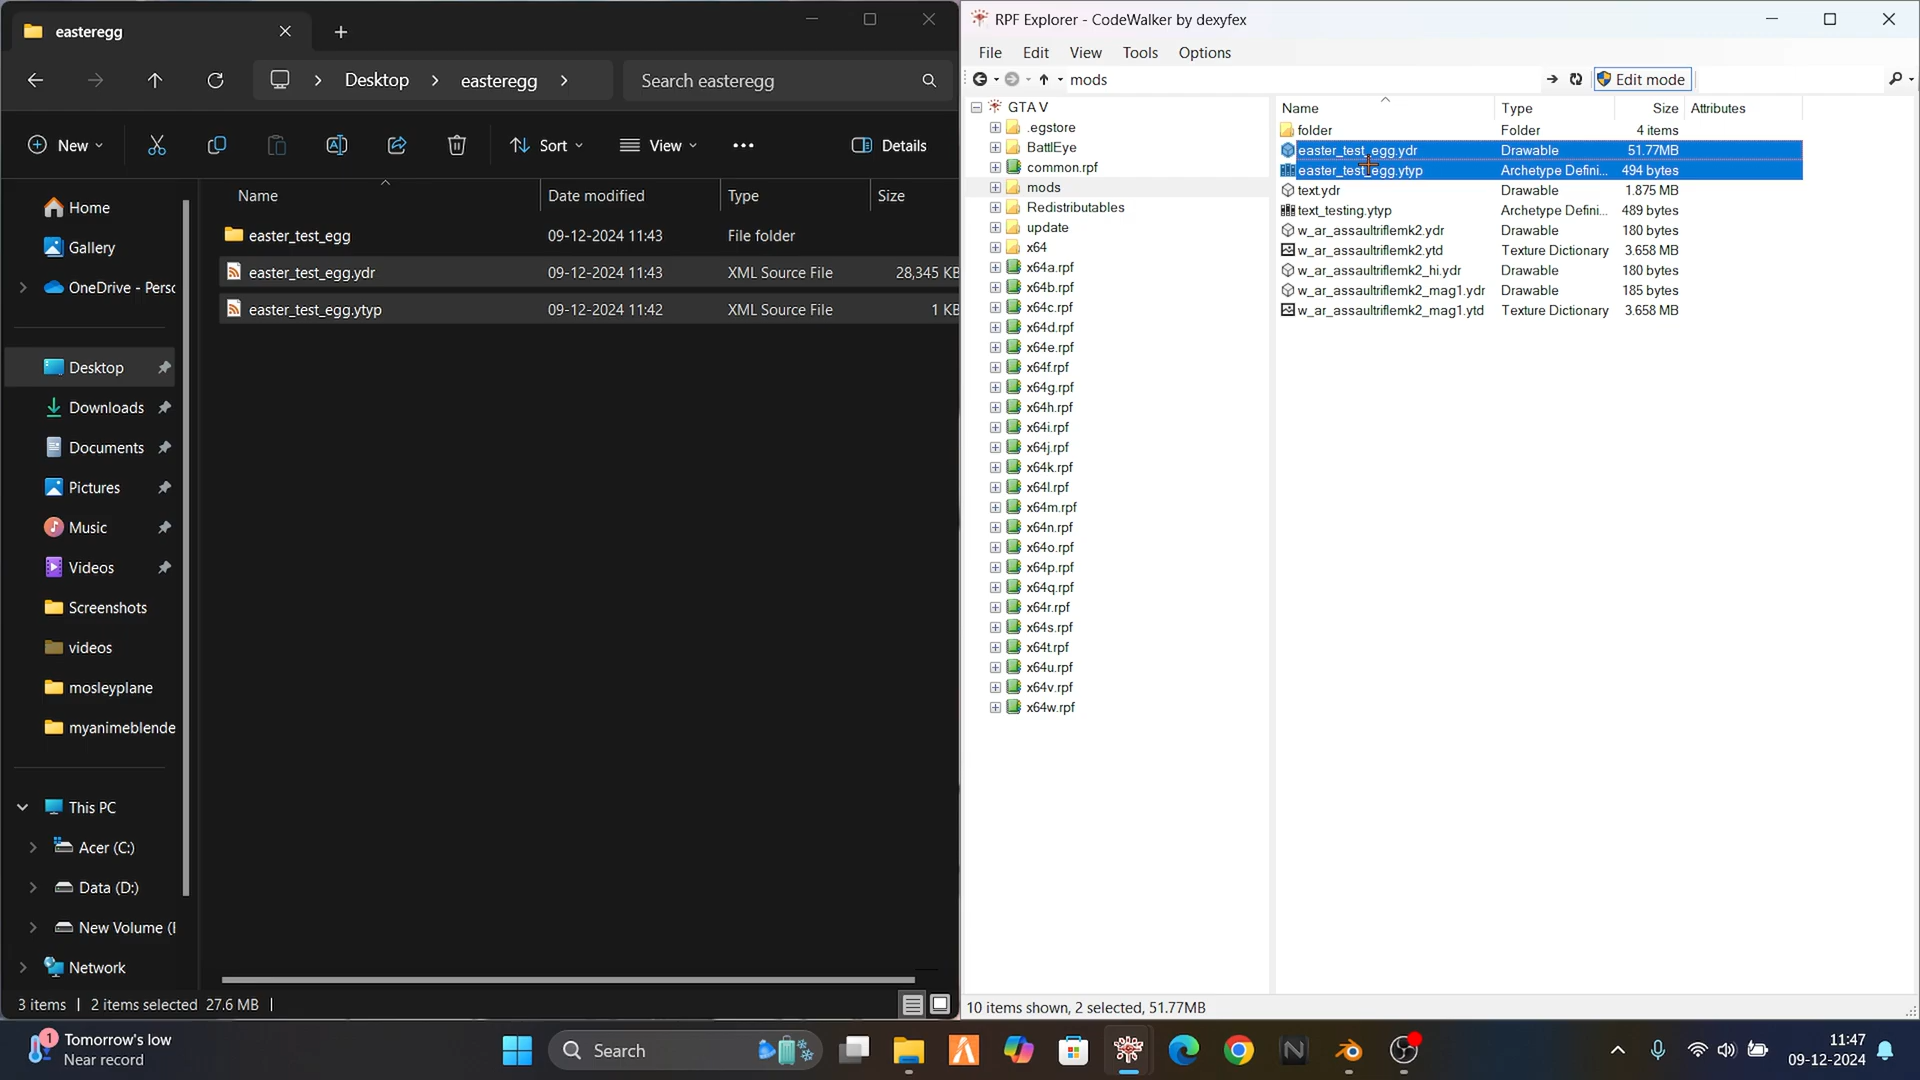 easteregg
Desktop
easteregg
Search easteregg
New
Sort
View
Details
Home
Gallery
OneDrive - Persc
Desktop
Downloads
Documents
Pictures
Music
Videos
Screenshots
videos
mosleyplane
myanimeblende
This PC
Acer (C:)
Data (D:)
New Volume (I
Network
Name Date modified Type Size
easter_test_egg 09-12-2024 11:43 File folder
easter_test_egg.ydr 09-12-2024 11:43 XML Source File 28,345 KB
easter_test_egg.ytyp 09-12-2024 11:42 XML Source File 1 KB
3 items | 2 items selected 27.6 MB |
RPF Explorer - CodeWalker by dexyfex
File Edit View Tools Options
mods
Edit mode
GTA V
.egstore
BattlEye
common.rpf
mods
Redistributables
update
x64
x64a.rpf
x64b.rpf
x64c.rpf
x64d.rpf
x64e.rpf
x64f.rpf
x64g.rpf
x64h.rpf
x64i.rpf
x64j.rpf
x64k.rpf
x64l.rpf
x64m.rpf
x64n.rpf
x64o.rpf
x64p.rpf
x64q.rpf
x64r.rpf
x64s.rpf
x64t.rpf
x64u.rpf
x64v.rpf
x64w.rpf
Name Type Size Attributes
folder Folder 4 items
easter_test_egg.ydr Drawable 51.77MB
easter_test_egg.ytyp Archetype Defini... 494 bytes
text.ydr Drawable 1.875 MB
text_testing.ytyp Archetype Defini... 489 bytes
w_ar_assaultriflemk2.ydr Drawable 180 bytes
w_ar_assaultriflemk2.ytd Texture Dictionary 3.658 MB
w_ar_assaultriflemk2_hi.ydr Drawable 180 bytes
w_ar_assaultriflemk2_mag1.ydr Drawable 185 bytes
w_ar_assaultriflemk2_mag1.ytd Texture Dictionary 3.658 MB
10 items shown, 2 selected, 51.77MB
1
Tomorrow's low
Near record
Search
11:47
09-12-2024